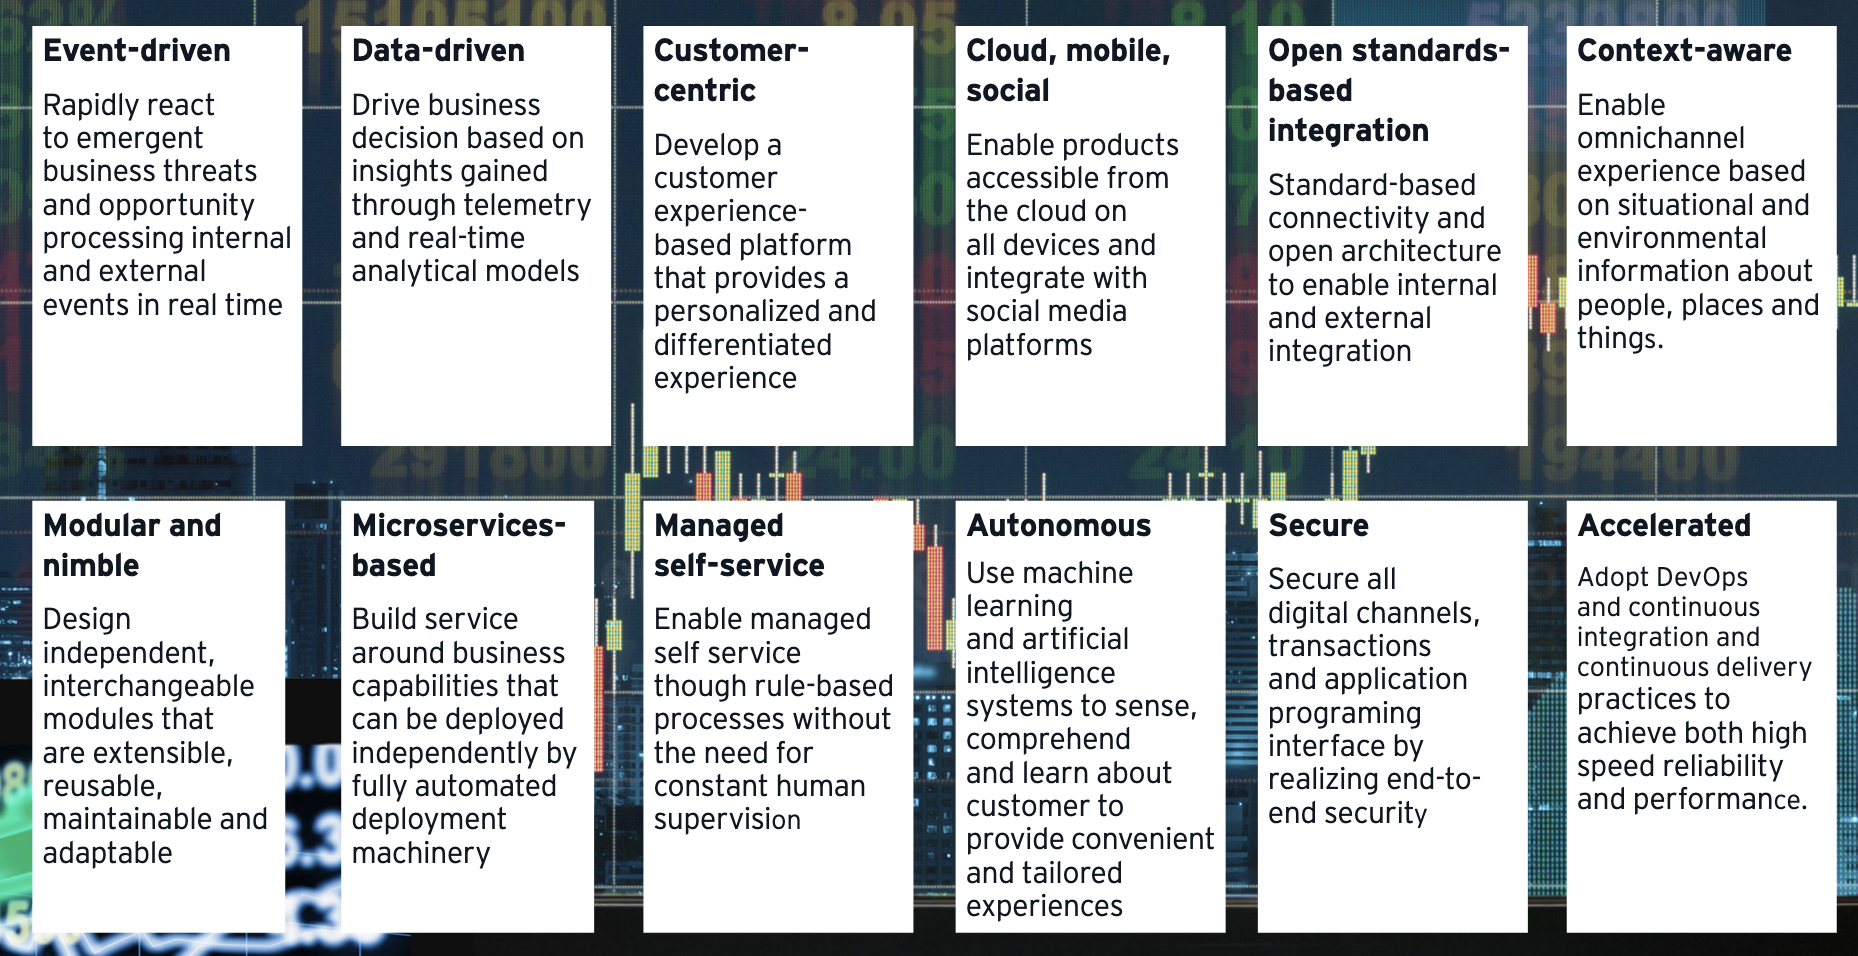 Event-driven
Rapidly react
to emergent
business threats
and opportunity
processing internal
and external
events in real time
Data-driven
Drive business
decision based on
insights gained
through telemetry
and real-time
analytical models
Customer-
centric
Develop a
customer
experience-
based platform
that provides a
personalized and
differentiated
experience
Cloud, mobile,
social
Enable products
accessible from
the cloud on
all devices and
integrate with
social media
platforms
Open standards-
based
integration
Standard-based
connectivity and
open architecture
to enable internal
and external
integration
Context-aware
Enable
omnichannel
experience based
on situational and
environmental
information about
people, places and
things.
Modular and
nimble
Design
independent,
interchangeable
modules that
are extensible,
reusable,
maintainable and
adaptable
Microservices-
based
Build service
around business
capabilities that
can be deployed
independently by
fully automated
deployment
machinery
Managed
self-service
Enable managed
self service
though rule-based
processes without
the need for
constant human
supervision
Autonomous
Use machine
learning
and artificial
intelligence
systems to sense,
comprehend
and learn about
customer to
provide convenient
and tailored
experiences
Secure
Secure all
digital channels,
transactions
and application
programing
interface by
realizing end-to-
end security
Accelerated
Adopt DevOps
and continuous
integration and
continuous delivery
practices to
achieve both high
speed reliability
and performance.